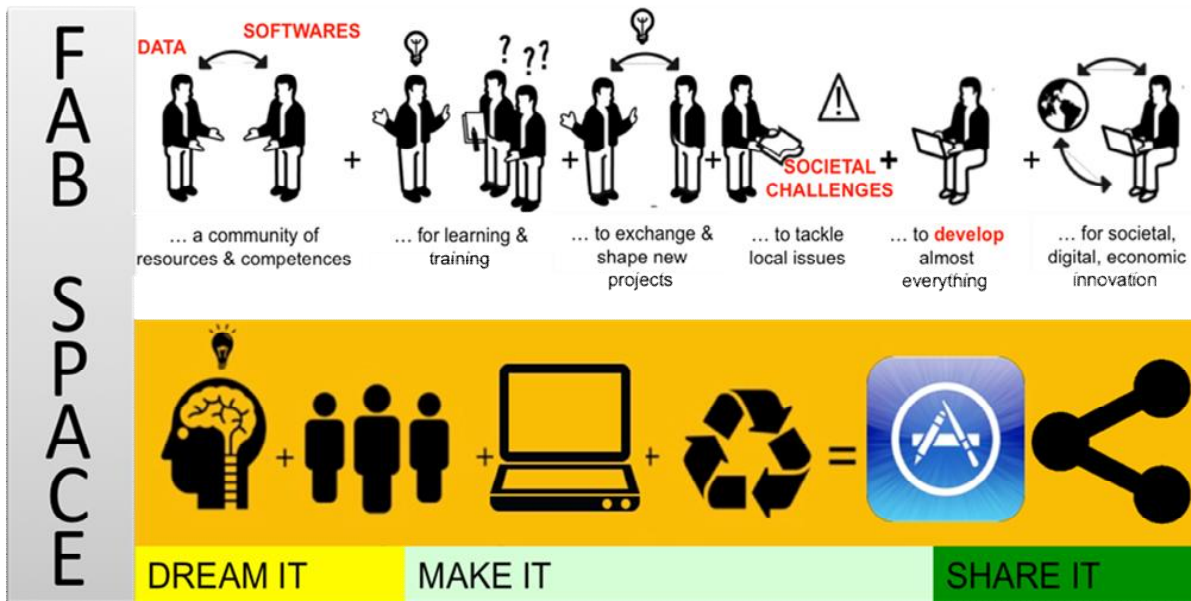 FAB SPACE
DATA
SOFTWARES
?
? ?
SOCIETAL
CHALLENGES
+ + + + +
… a community of
resources & competences
… for learning &
training
… to exchange &
shape new
projects
… to tackle
local issues
… to develop
almost
everything
… for societal,
digital, economic
innovation
+ + + =
DREAM IT
MAKE IT
SHARE IT